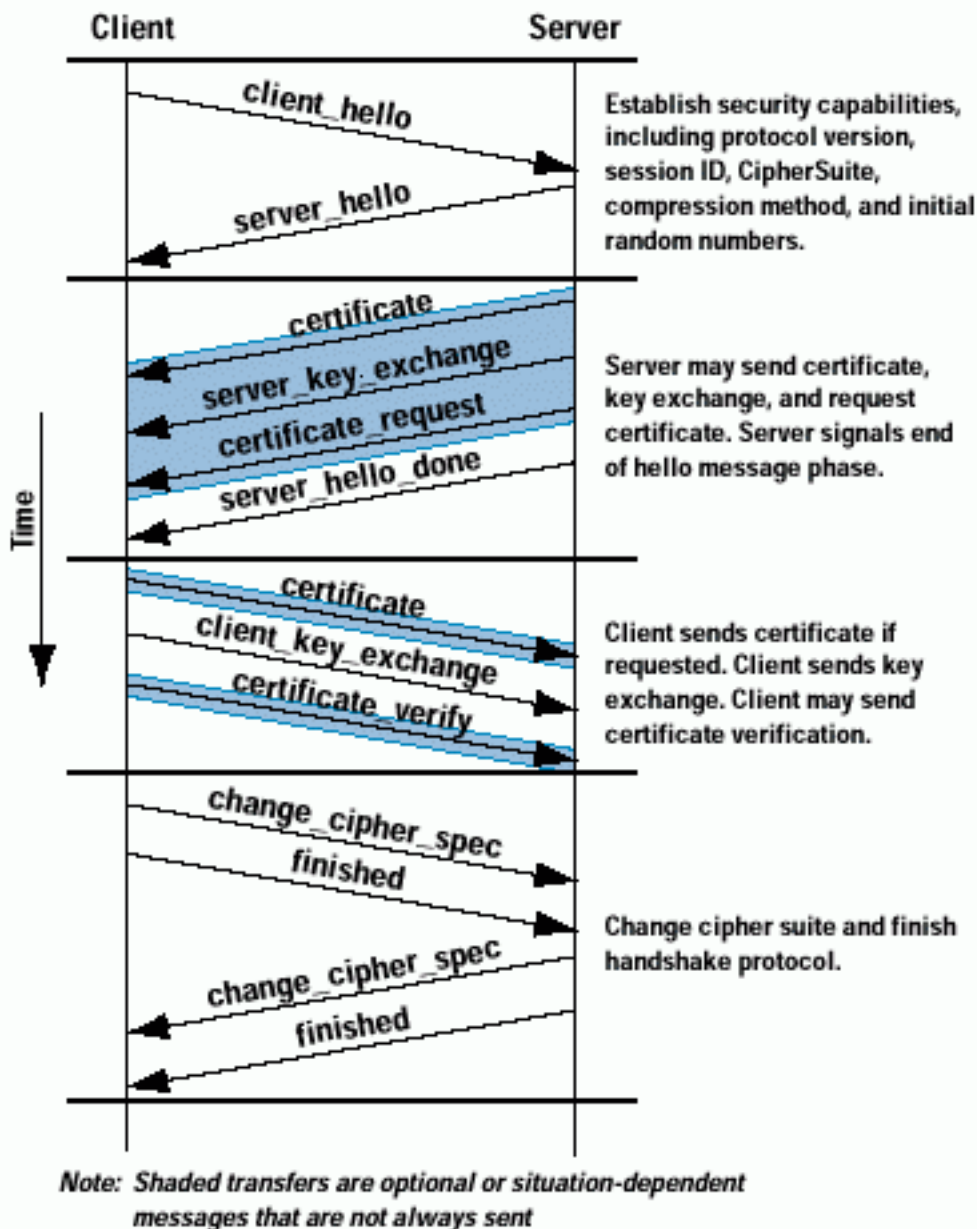 Client
Server
client_hello
server_hello
Establish security capabilities,
including protocol version,
session ID, CipherSuite,
compression method, and initial
random numbers.
certificate
server_key_exchange
certificate_request
server_hello_done
Server may send certificate,
key exchange, and request
certificate. Server signals end
of hello message phase.
Time
certificate
client_key_exchange
certificate_verify
Client sends certificate if
requested. Client sends key
exchange. Client may send
certificate verification.
change_cipher_spec
finished
change_cipher_spec
finished
Change cipher suite and finish
handshake protocol.
Note: Shaded transfers are optional or situation-dependent
messages that are not always sent